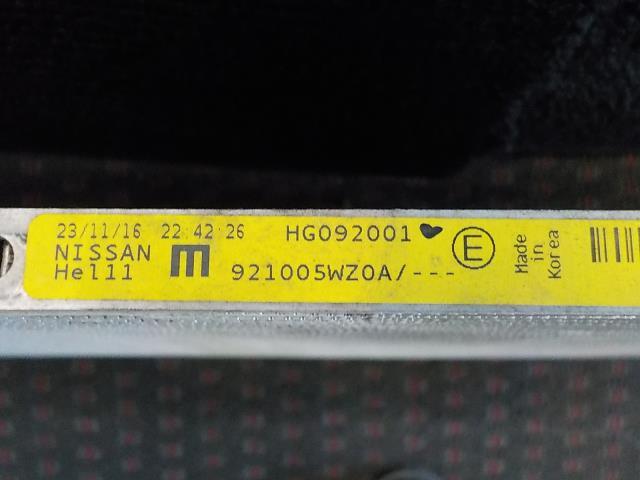 23/11/16 22:42:26 HG092001
NISSAN
Hel11
m
921005WZ0A/---
E
Made
in
Korea